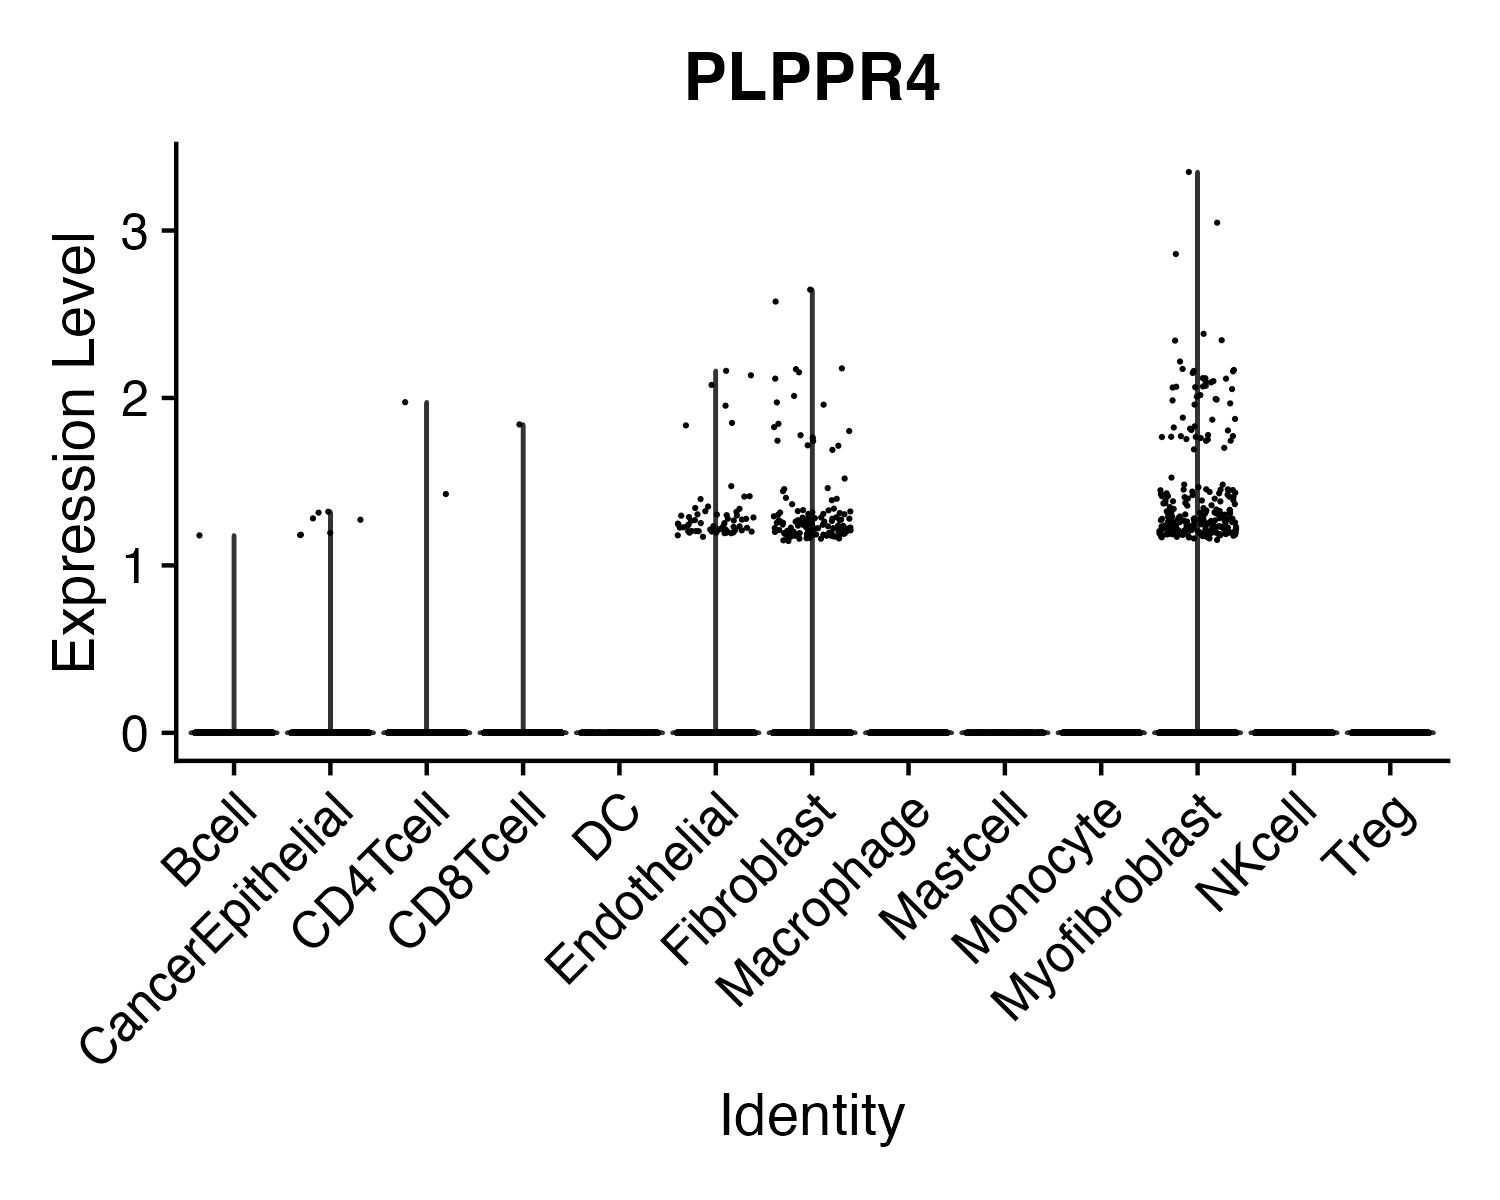 PLPPR4
Expression Level
3
2
1
0
Bcell
CancerEpithelial
CD4Tcell
CD8Tcell
DC
Endothelial
Fibroblast
Macrophage
Mastcell
Monocyte
Myofibroblast
NKcell
Treg
Identity